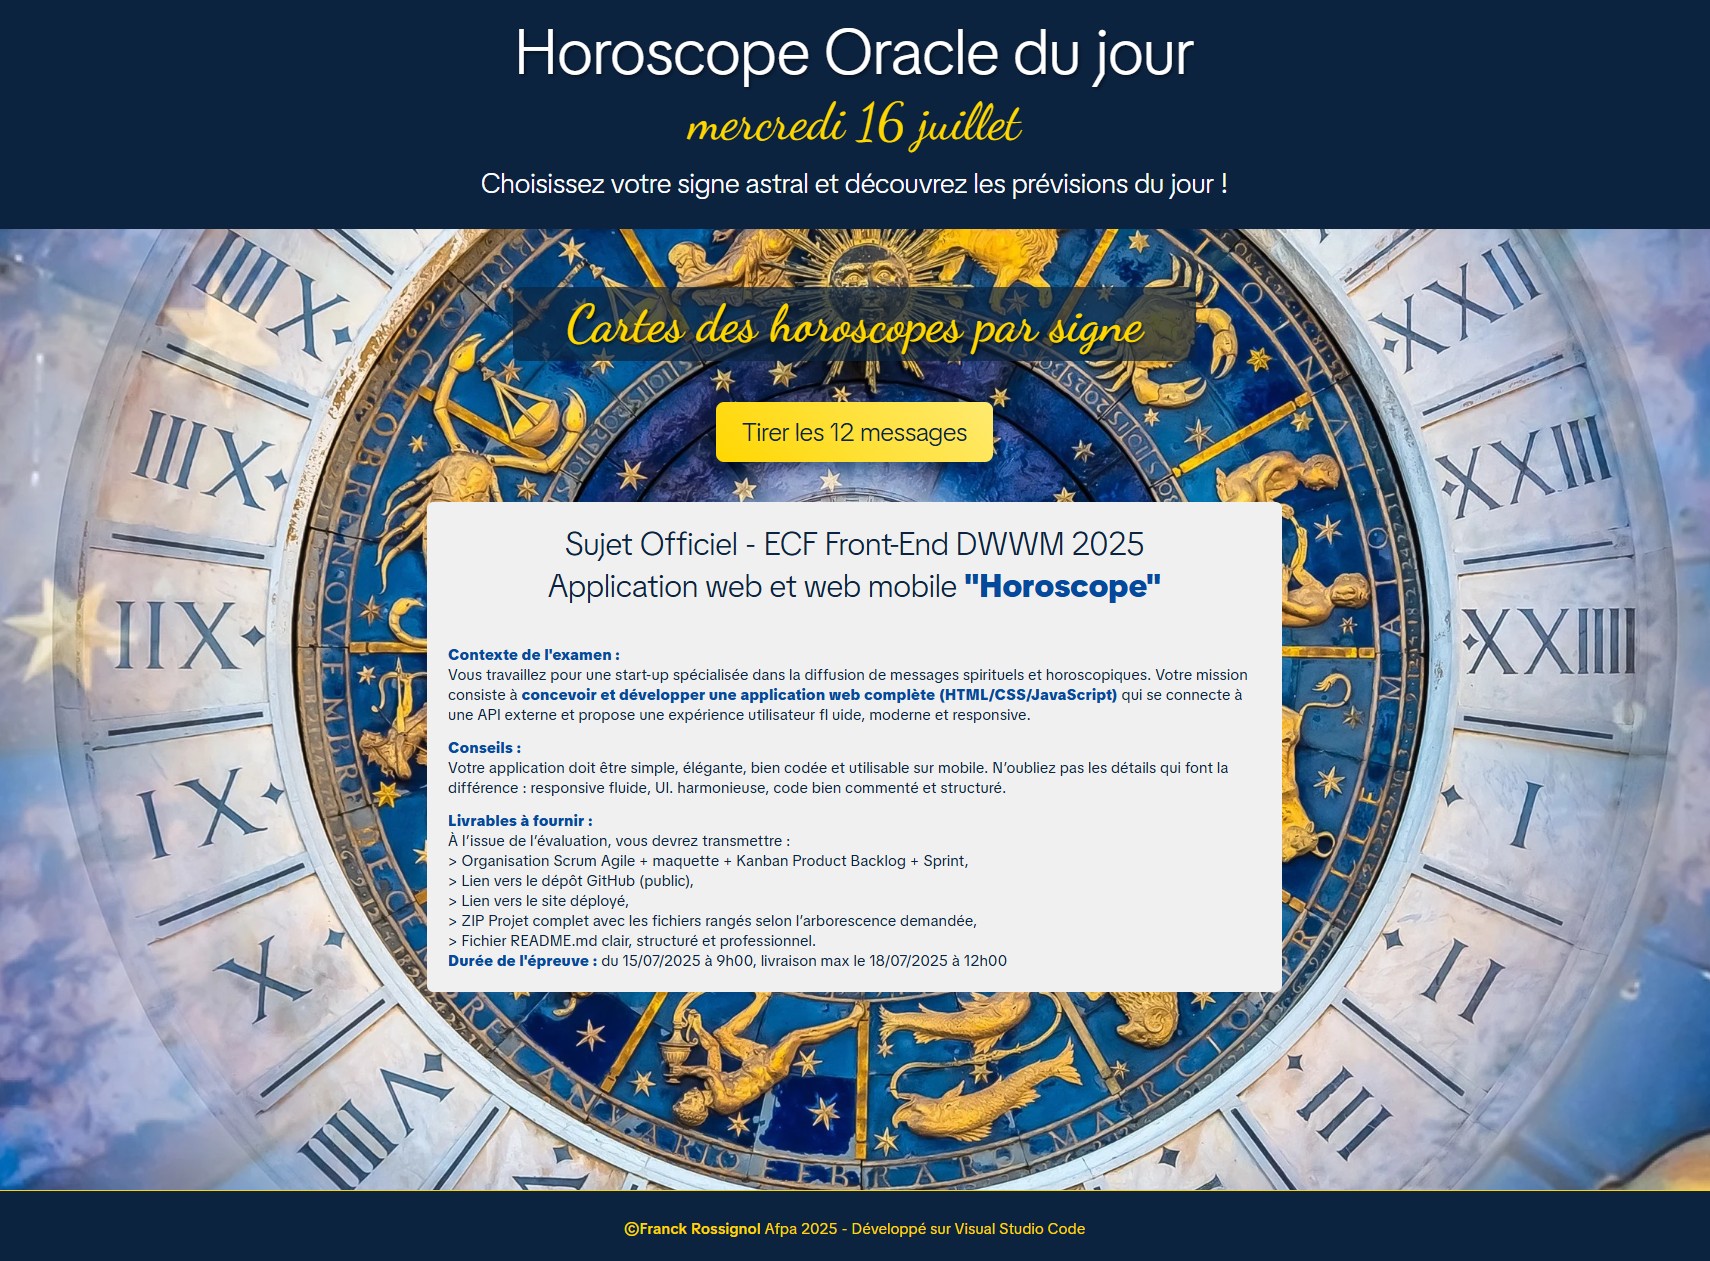 Horoscope Oracle du jour
mercredi 16 juillet
Choisissez votre signe astral et découvrez les prévisions du jour !
Cartes des horoscopes par signe
Tirer les 12 messages
Sujet Officiel - ECF Front-End DWWM 2025
Application web et web mobile "Horoscope"
Contexte de l'examen :
Vous travaillez pour une start-up spécialisée dans la diffusion de messages spirituels et horoscopiques. Votre mission
consiste à concevoir et développer une application web complète (HTML/CSS/JavaScript) qui se connecte à
une API externe et propose une expérience utilisateur fl uide, moderne et responsive.
Conseils :
Votre application doit être simple, élégante, bien codée et utilisable sur mobile. N’oubliez pas les détails qui font la
différence : responsive fluide, UI. harmonieuse, code bien commenté et structuré.
Livrables à fournir :
À l’issue de l’évaluation, vous devrez transmettre :
> Organisation Scrum Agile + maquette + Kanban Product Backlog + Sprint,
> Lien vers le dépôt GitHub (public),
> Lien vers le site déployé,
> ZIP Projet complet avec les fichiers rangés selon l’arborescence demandée,
> Fichier README.md clair, structuré et professionnel.
Durée de l'épreuve : du 15/07/2025 à 9h00, livraison max le 18/07/2025 à 12h00
IIIIX
IIIX
IIX
IX
X
VIIII
XXII
XXIII
XXIIII
I
II
III
©Franck Rossignol Afpa 2025 - Développé sur Visual Studio Code